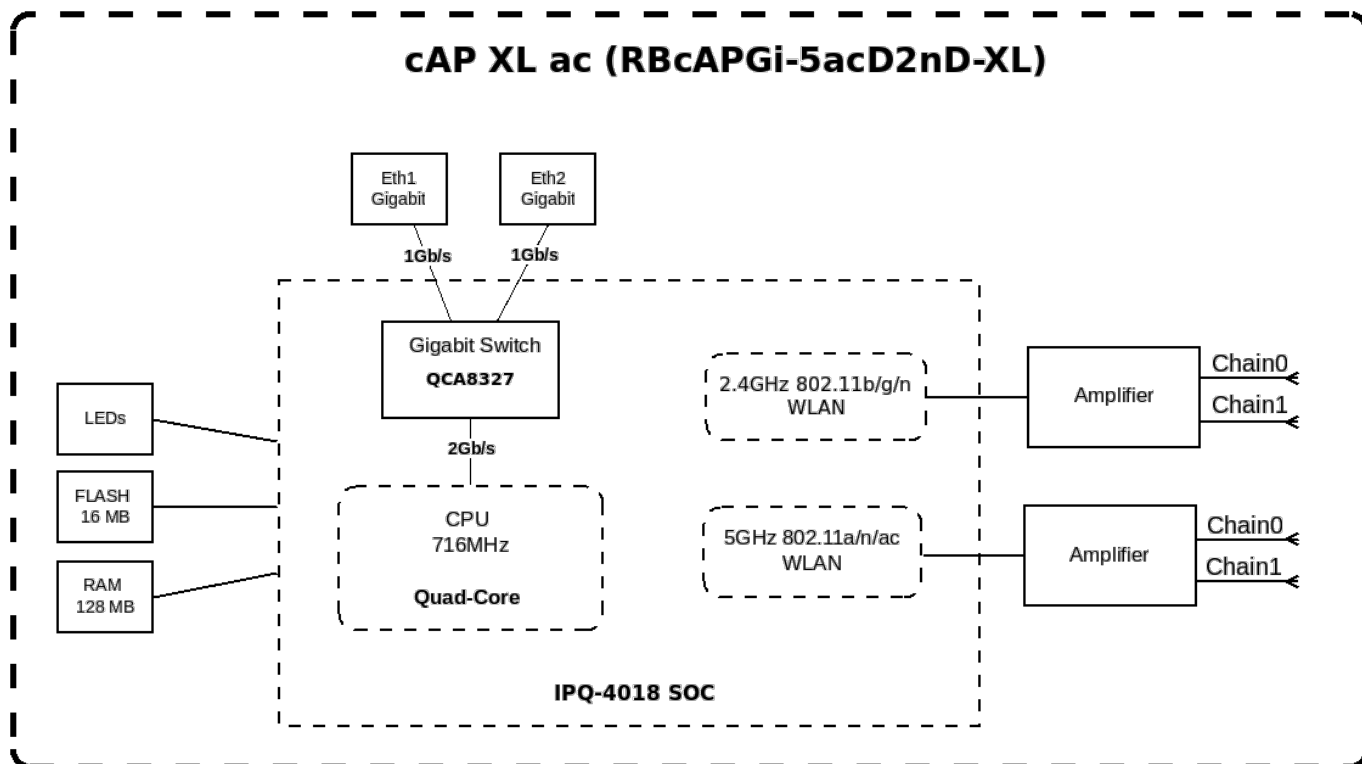 cAP XL ac (RBcAPGi-5acD2nD-XL)
Eth1
Gigabit
Eth2
Gigabit
1Gb/s
1Gb/s
Gigabit Switch
QCA8327
2Gb/s
CPU
716MHz
Quad-Core
LEDs
FLASH
16 MB
RAM
128 MB
2.4GHz 802.11b/g/n
WLAN
Amplifier
Chain0
Chain1
5GHz 802.11a/n/ac
WLAN
Amplifier
Chain0
Chain1
IPQ-4018 SOC